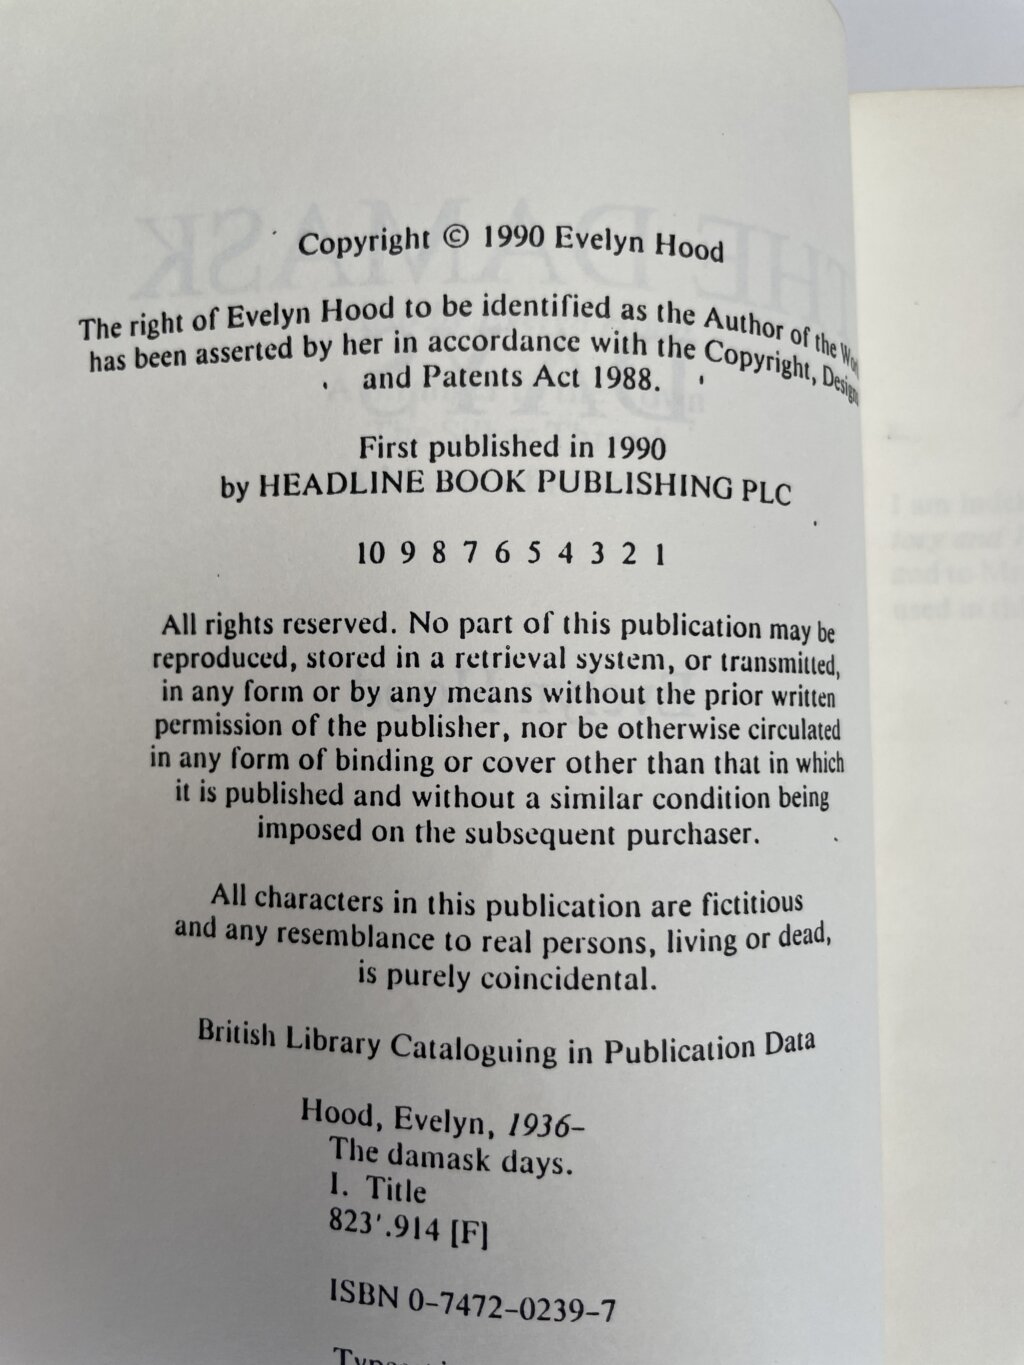 Copyright © 1990 Evelyn Hood
The right of Evelyn Hood to be identified as the Author of the
has been asserted by her in accordance with the Copyright,
and Patents Act 1988.
First published in 1990
by HEADLINE BOOK PUBLISHING PLC
10 9 8 7 6 5 4 3 2 1
All rights reserved. No part of this publication may be
reproduced, stored in a retrieval system, or transmitted,
in any form or by any means without the prior written
permission of the publisher, nor be otherwise circulated
in any form of binding or cover other than that in which
it is published and without a similar condition being
imposed on the subsequent purchaser.
All characters in this publication are fictitious
and any resemblance to real persons, living or dead,
is purely coincidental.
British Library Cataloguing in Publication Data
Hood, Evelyn, 1936–
The damask days.
I. Title
823'.914 [F]
ISBN 0-7472-0239-7